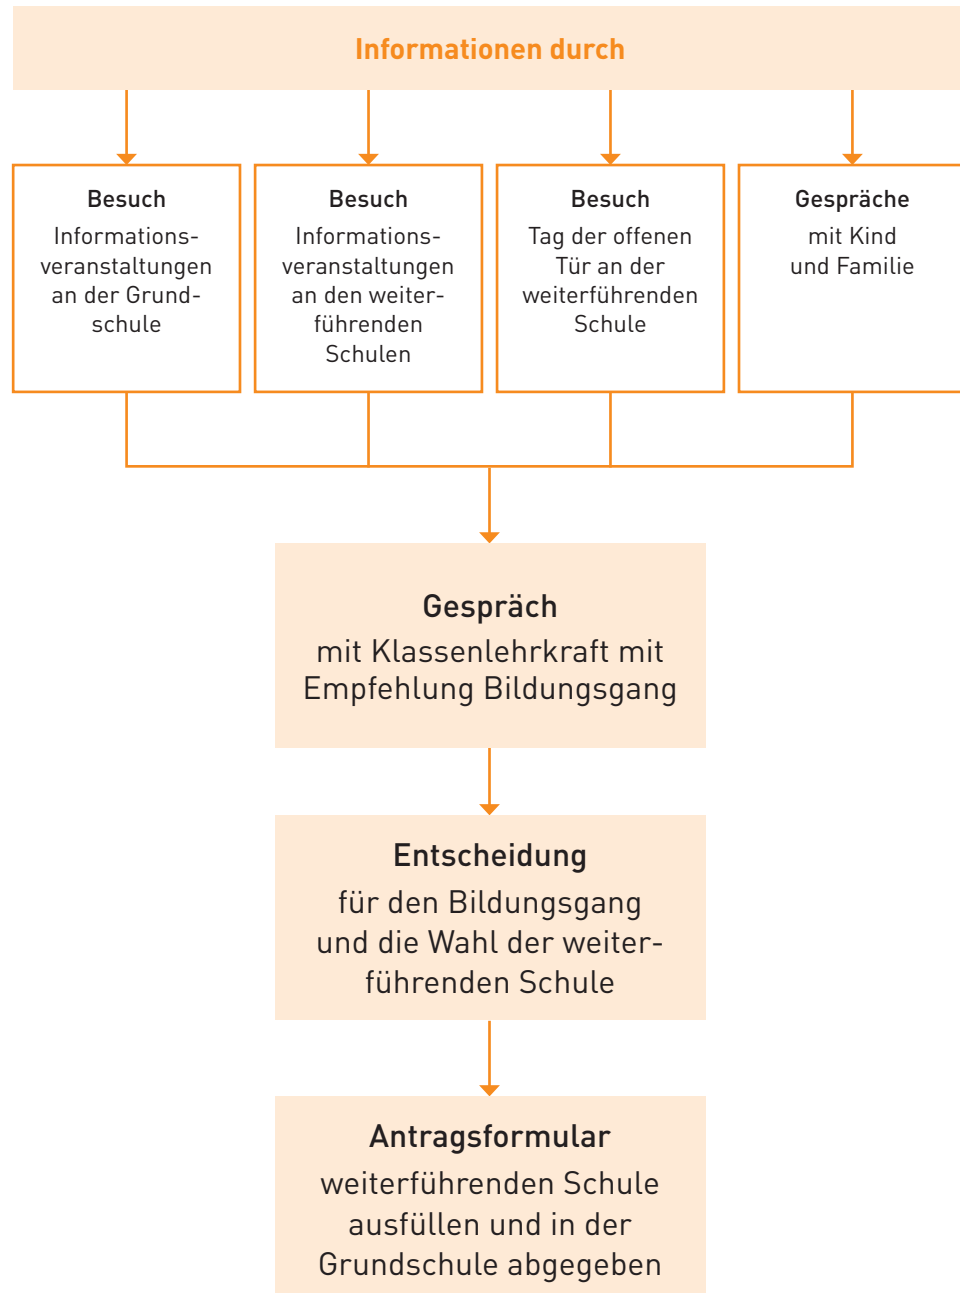 Informationen durch
Besuch
Informations-
veranstaltungen
an der Grund-
schule
Besuch
Informations-
veranstaltungen
an den weiter-
führenden
Schulen
Besuch
Tag der offenen
Tür an der
weiterführenden
Schule
Gespräche
mit Kind
und Familie
Gespräch
mit Klassenlehrkraft mit
Empfehlung Bildungsgang
Entscheidung
für den Bildungsgang
und die Wahl der weiter-
führenden Schule
Antragsformular
weiterführenden Schule
ausfüllen und in der
Grundschule abgegeben